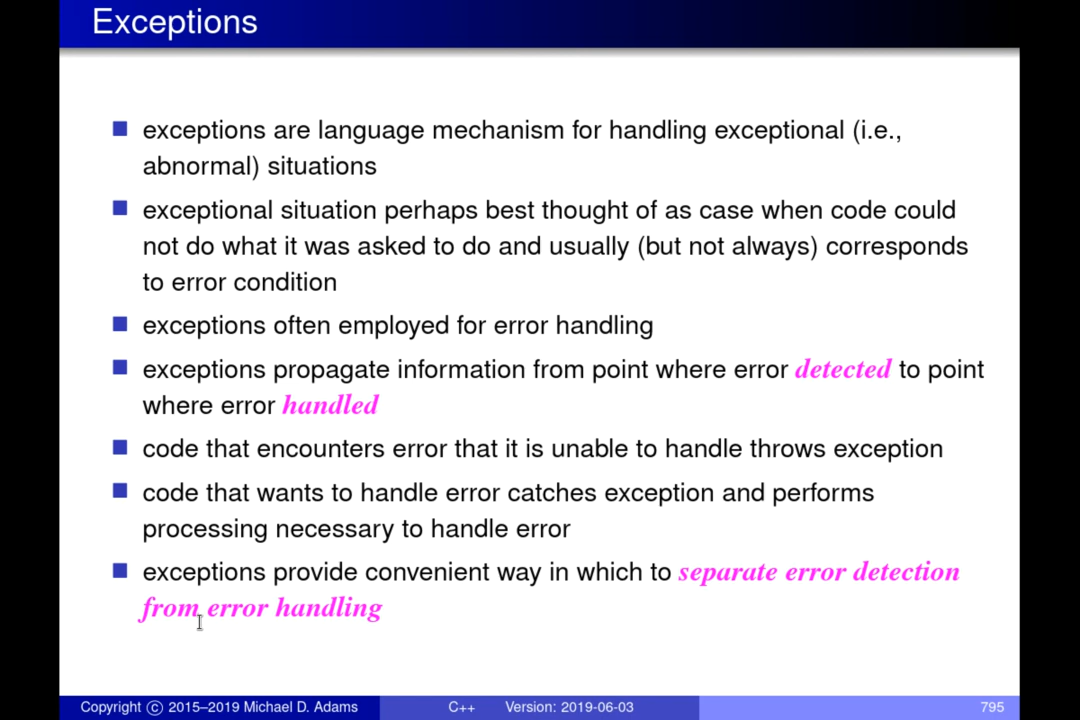 Exceptions
exceptions are language mechanism for handling exceptional (i.e.,
abnormal) situations
exceptional situation perhaps best thought of as case when code could
not do what it was asked to do and usually (but not always) corresponds
to error condition
exceptions often employed for error handling
exceptions propagate information from point where error detected to point
where error handled
code that encounters error that it is unable to handle throws exception
code that wants to handle error catches exception and performs
processing necessary to handle error
exceptions provide convenient way in which to separate error detection
from error handling
Copyright © 2015–2019 Michael D. Adams C++ Version: 2019-06-03 795